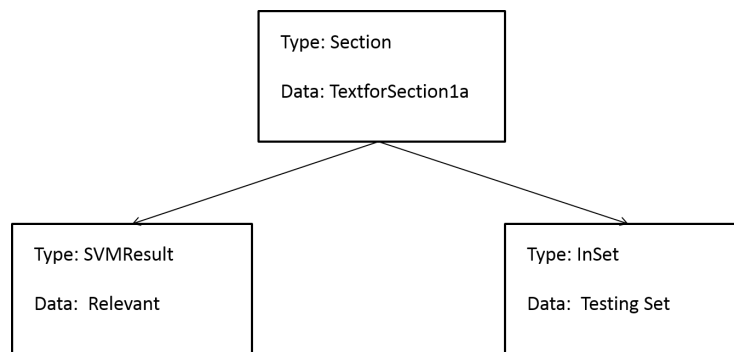 Type: Section
Data: TextforSection1a
Type: SVMResult
Data: Relevant
Type: InSet
Data: Testing Set